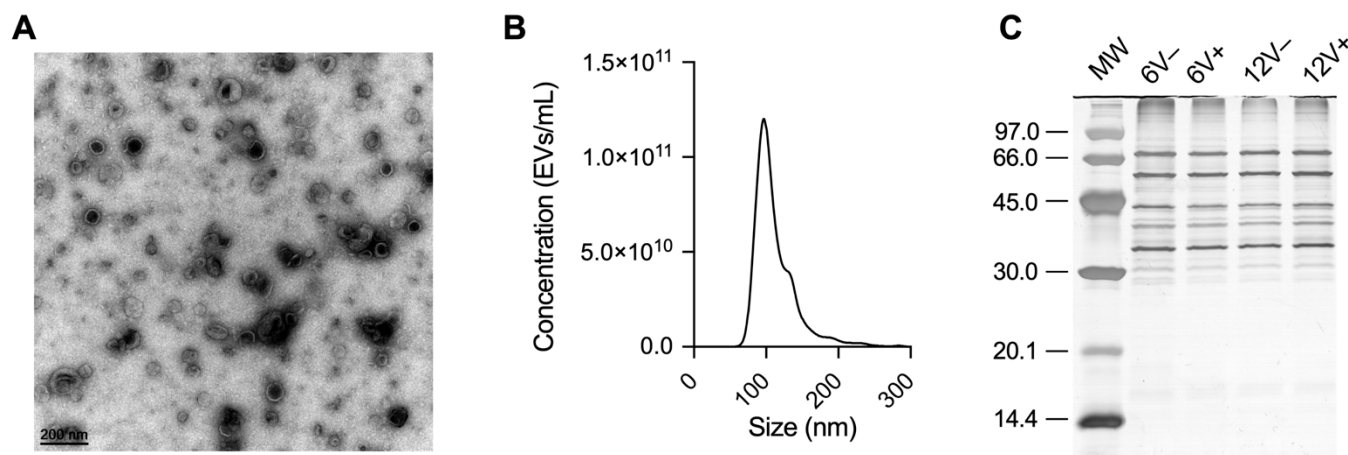 A
200 nm
B
Concentration (EVs/mL)
1.5×10¹¹
1.0×10¹¹
5.0×10¹⁰
0.0
0
100
200
300
Size (nm)
C
MW
6V–
6V+
12V–
12V+
97.0
66.0
45.0
30.0
20.1
14.4